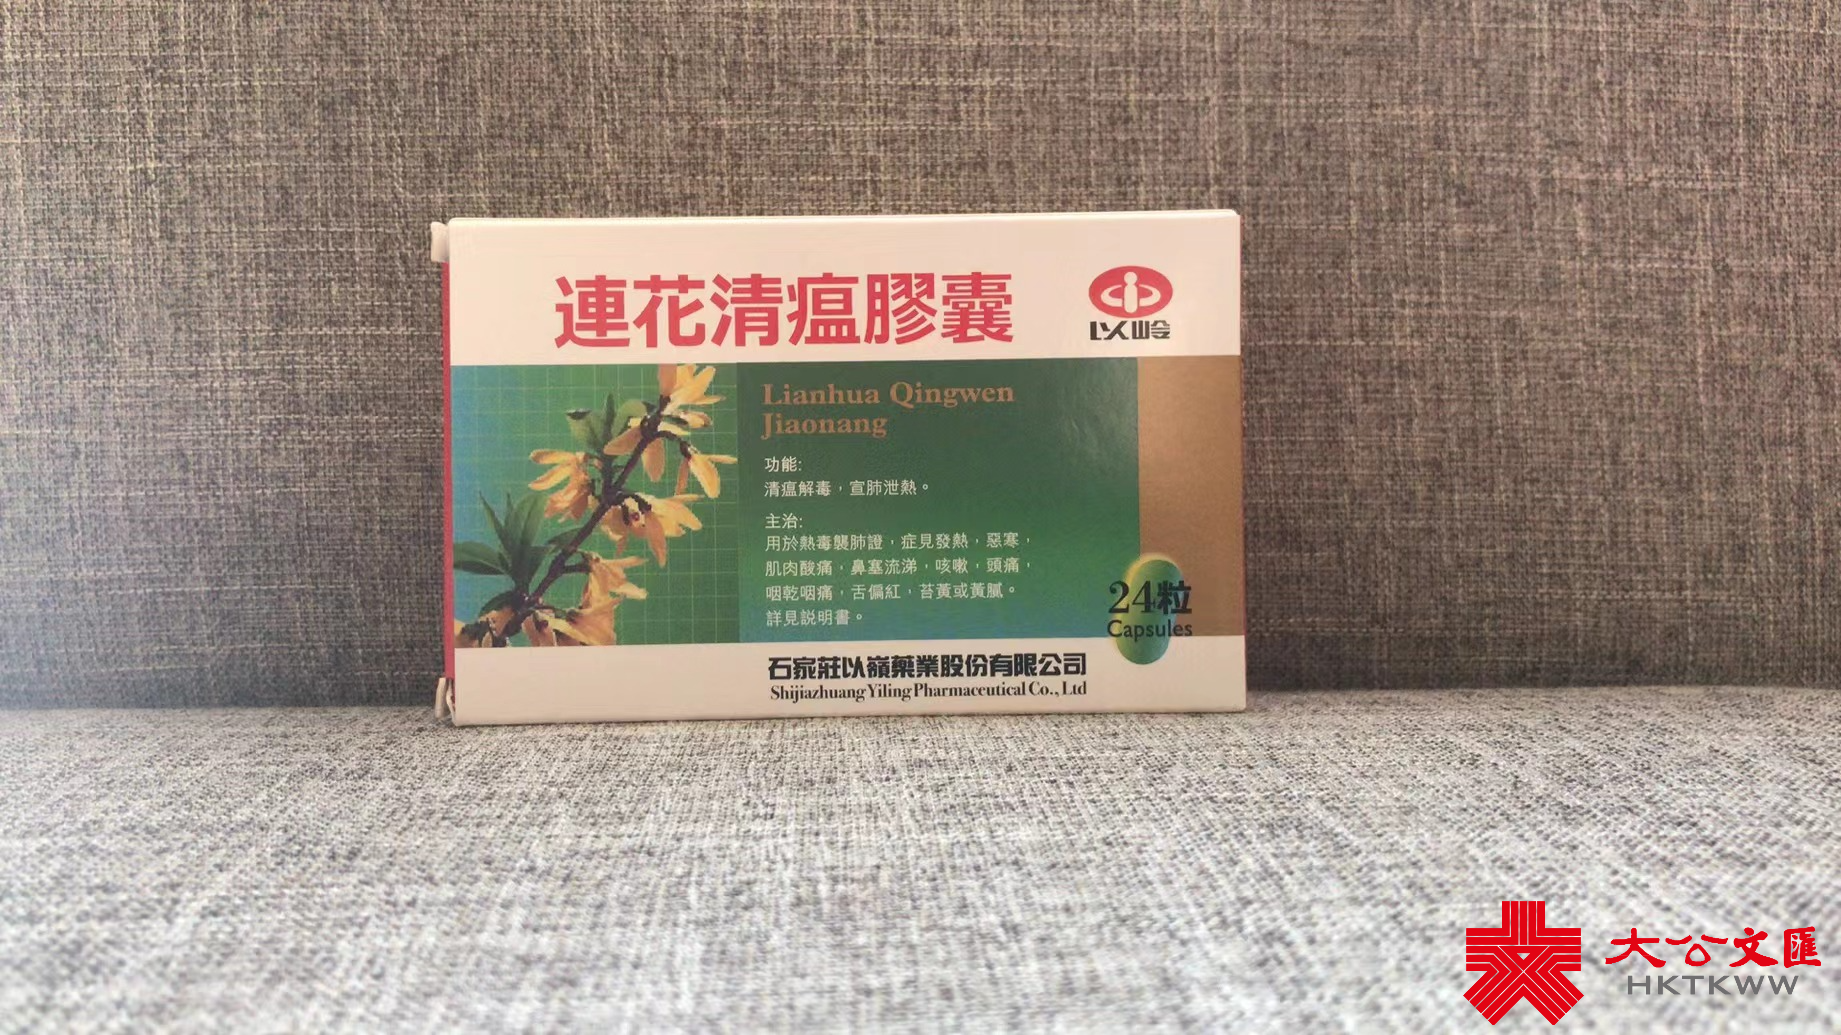 連花清瘟膠囊
以岭
Lianhua Qingwen
Jiaonang
功能:
清瘟解毒，宣肺泄熱。
主治:
用於熱毒襲肺證，症見發熱，惡寒，
肌肉酸痛，鼻塞流涕，咳嗽，頭痛，
咽乾咽痛，舌偏紅，苔黃或黃膩。
詳見説明書。
24粒
Capsules
石家莊以嶺藥業股份有限公司
Shijiazhuang Yiling Pharmaceutical Co., Ltd
大公文匯
HKTKWW